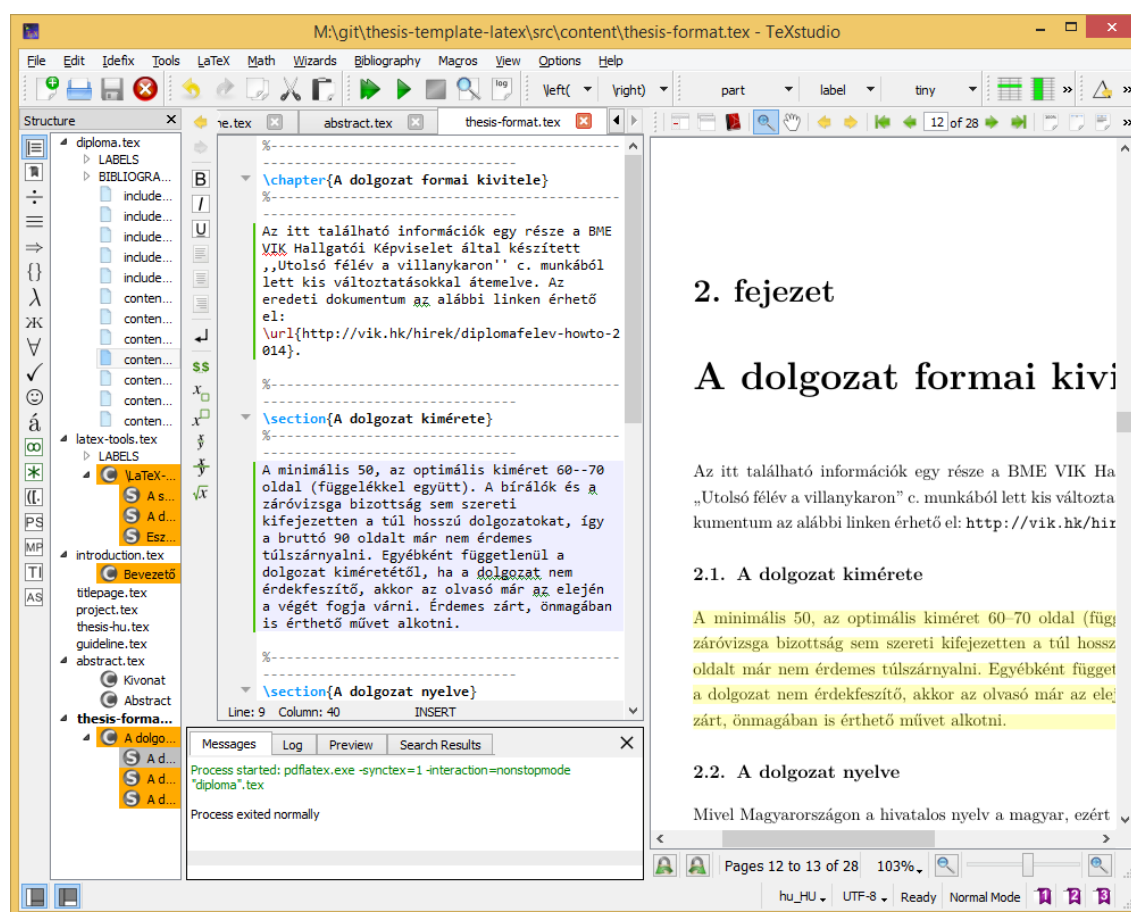 M:\git\thesis-template-latex\src\content\thesis-format.tex - TeXstudio
File Edit Idefix Tools LaTeX Math Wizards Bibliography Macros View Options Help
log \left( \right) part label tiny »  »
Structure
ne.tex abstract.tex thesis-format.tex
12 of 28 »
diploma.tex
LABELS
BIBLIOGRA...
include...
include...
include...
include...
include...
conten...
conten...
conten...
conten...
conten...
conten...
conten...
latex-tools.tex
LABELS
\LaTeX-...
A s...
A d...
Esz...
introduction.tex
Bevezető
titlepage.tex
project.tex
thesis-hu.tex
guideline.tex
abstract.tex
Kivonat
Abstract
thesis-forma...
A dolgo...
A d...
A d...
A d...
{}
λ
ж
∀
á
∞
*
([.
PS
MP
TI
AS
B
I
U
$$
x□
x□
x/y
x/y
√x
%-------------------------------------------
-------------------------------
\chapter{A dolgozat formai kivitele}
%-------------------------------------------
-------------------------------
Az itt található információk egy része a BME
VIK Hallgatói Képviselet által készített
,,Utolsó félév a villanykaron'' c. munkából
lett kis változtatásokkal átemelve. Az
eredeti dokumentum az alábbi linken érhető
el:
\url{http://vik.hk/hirek/diplomafelev-howto-2
014}.
%-------------------------------------------
-------------------------------
\section{A dolgozat kimérete}
%-------------------------------------------
-------------------------------
A minimális 50, az optimális kiméret 60--70
oldal (függelékkel együtt). A bírálók és a
záróvizsga bizottság sem szereti
kifejezetten a túl hosszú dolgozatokat, így
a bruttó 90 oldalt már nem érdemes
túlszárnyalni. Egyébként függetlenül a
dolgozat kiméretétől, ha a dolgozat nem
érdekfeszítő, akkor az olvasó már az elején
a végét fogja várni. Érdemes zárt, önmagában
is érthető művet alkotni.
%-------------------------------------------
-------------------------------
\section{A dolgozat nyelve}
Line: 9 Column: 40 INSERT
Messages Log Preview Search Results
Process started: pdflatex.exe -synctex=1 -interaction=nonstopmode
"diploma".tex
Process exited normally
2. fejezet
A dolgozat formai kivi
Az itt található információk egy része a BME VIK Ha
„Utolsó félév a villanykaron” c. munkából lett kis változta
kumentum az alábbi linken érhető el: http://vik.hk/hir
2.1. A dolgozat kimérete
A minimális 50, az optimális kiméret 60–70 oldal (függ
záróvizsga bizottság sem szereti kifejezetten a túl hossz
oldalt már nem érdemes túlszárnyalni. Egyébként függet
a dolgozat nem érdekfeszítő, akkor az olvasó már az elej
zárt, önmagában is érthető művet alkotni.
2.2. A dolgozat nyelve
Mivel Magyarországon a hivatalos nyelv a magyar, ezért
Pages 12 to 13 of 28 103%
hu_HU UTF-8 Ready Normal Mode 1 2 3